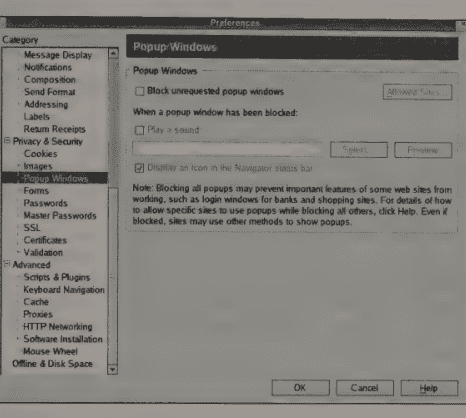 Preferences
Category
Message Display
Notifications
Composition
Send Format
Addressing
Labels
Return Receipts
Privacy & Security
Cookies
Images
Popup Windows
Forms
Passwords
Master Passwords
SSL
Certificates
Validation
Advanced
Scripts & Plugins
Keyboard Navigation
Cache
Proxies
HTTP Networking
Software Installation
Mouse Wheel
Offline & Disk Space
Popup Windows
Popup Windows
Block unrequested popup windows
Allowed Sites...
When a popup window has been blocked:
Play a sound
Select...
Preview
Display an icon in the Navigator status bar
Note: Blocking all popups may prevent important features of some web sites from
working, such as login windows for banks and shopping sites. For details of how
to allow specific sites to use popups while blocking all others, click Help. Even if
blocked, sites may use other methods to show popups.
OK
Cancel
Help